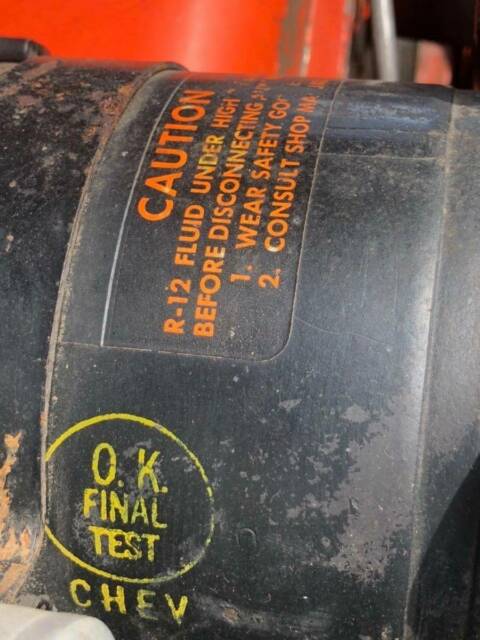 CAUTION
R-12 FLUID UNDER HIGH
BEFORE DISCONNECTING
1. WEAR SAFETY
2. CONSULT SHOP
O.K.
FINAL
TEST
CHEV